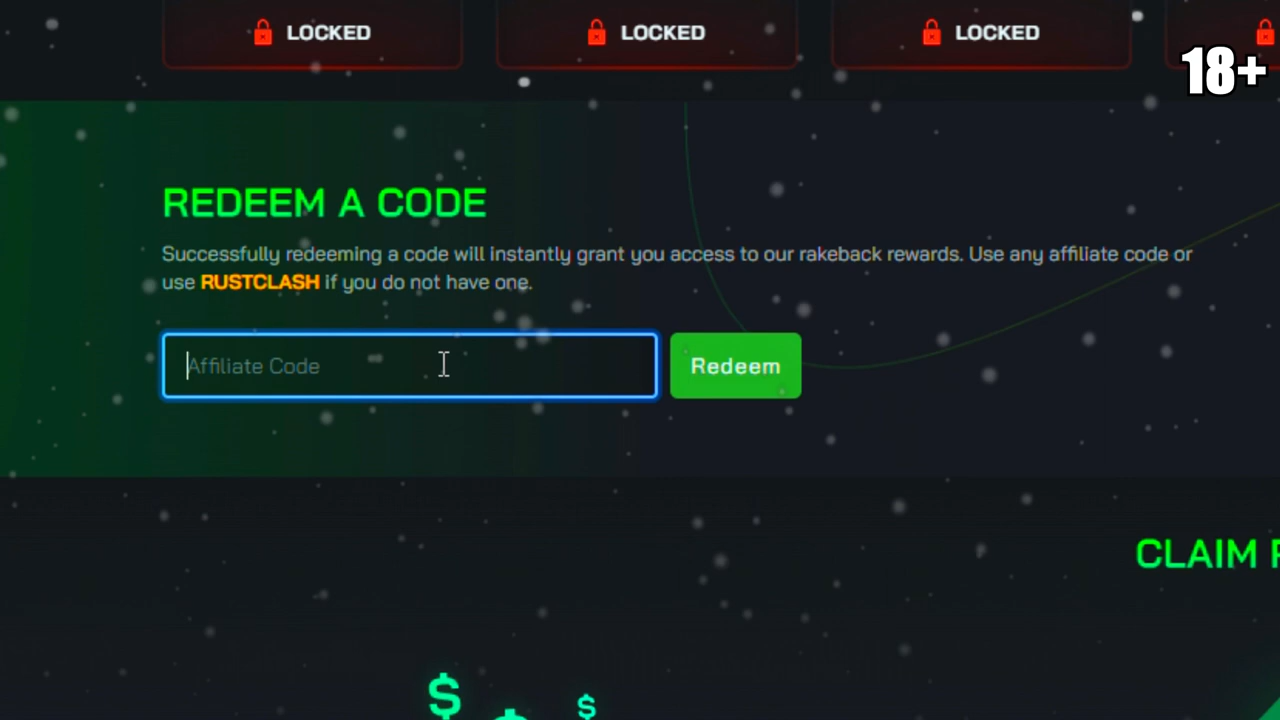 LOCKED
LOCKED
LOCKED
18+
REDEEM A CODE
Successfully redeeming a code will instantly grant you access to our rakeback rewards. Use any affiliate code or
use RUSTCLASH if you do not have one.
Affiliate Code
Redeem
CLAIM
$
$
$